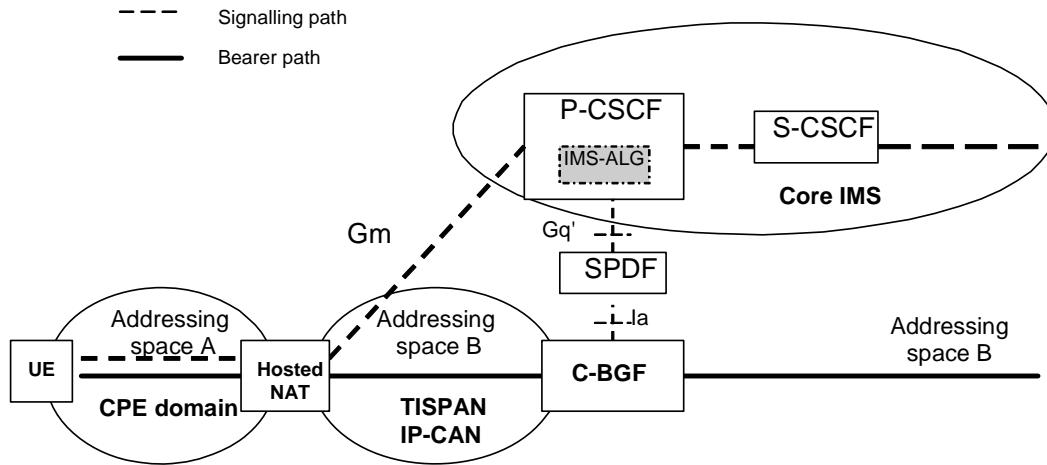 Signalling path
Bearer path
P-CSCF
IMS-ALG
S-CSCF
Core IMS
Gm
Gq'
SPDF
Ia
Addressing
space A
Addressing
space B
Addressing
space B
UE
Hosted
NAT
C-BGF
CPE domain
TISPAN
IP-CAN